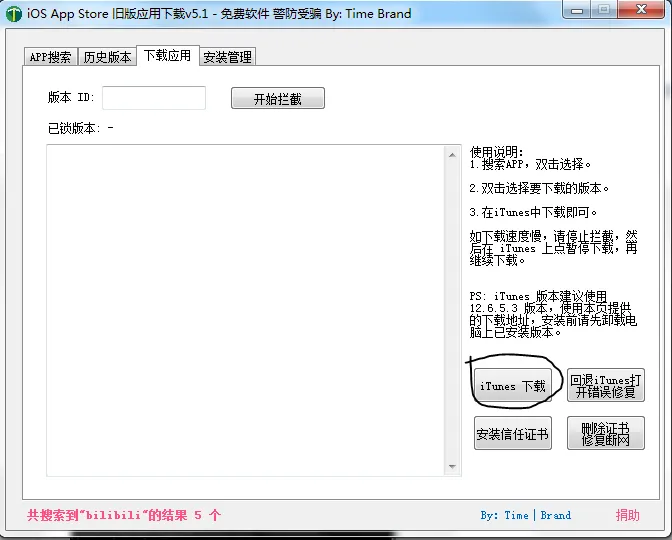 iOS App Store 旧版应用下载v5.1 - 免费软件 警防受骗 By: Time Brand
APP搜索 历史版本 下载应用 安装管理
版本 ID: 开始拦截
已锁版本: -
使用说明:
1.搜索APP，双击选择。
2.双击选择要下载的版本。
3.在iTunes中下载即可。
如下载速度慢，请停止拦截，然
后在 iTunes 上点暂停下载，再
继续下载。
PS: iTunes 版本建议使用
12.6.5.3 版本，使用本页提供
的下载地址，安装前请先卸载电
脑上已安装版本。
iTunes 下载
回退iTunes打
开错误修复
安装信任证书
删除证书
修复断网
共搜索到"bilibili"的结果 5 个
By: Time|Brand
捐助